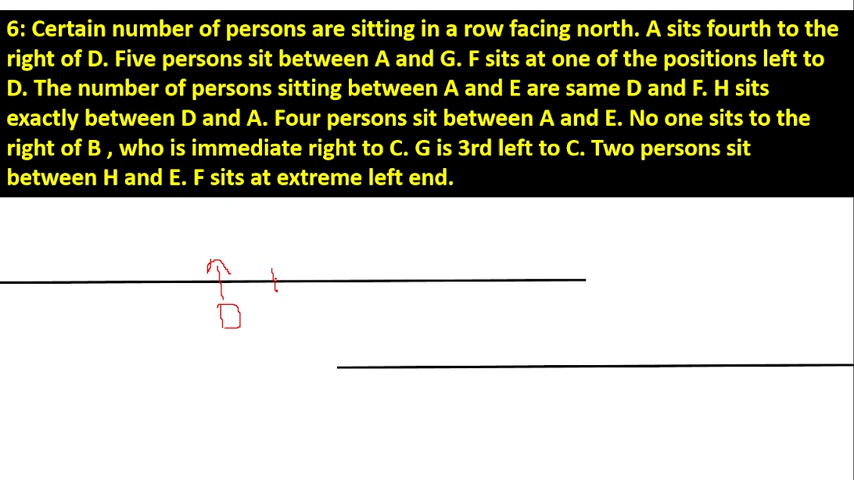 6: Certain number of persons are sitting in a row facing north. A sits fourth to the
right of D. Five persons sit between A and G. F sits at one of the positions left to
D. The number of persons sitting between A and E are same D and F. H sits
exactly between D and A. Four persons sit between A and E. No one sits to the
right of B , who is immediate right to C. G is 3rd left to C. Two persons sit
between H and E. F sits at extreme left end.
D